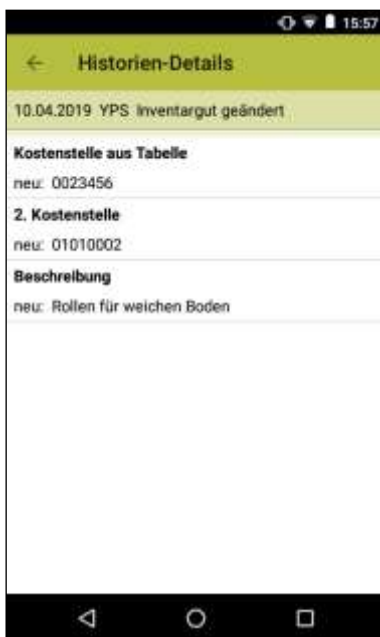 15:57
Historien-Details
10.04.2019 YPS Inventargut geändert
Kostenstelle aus Tabelle
neu: 0023456
2. Kostenstelle
neu: 01010002
Beschreibung
neu: Rollen für weichen Boden